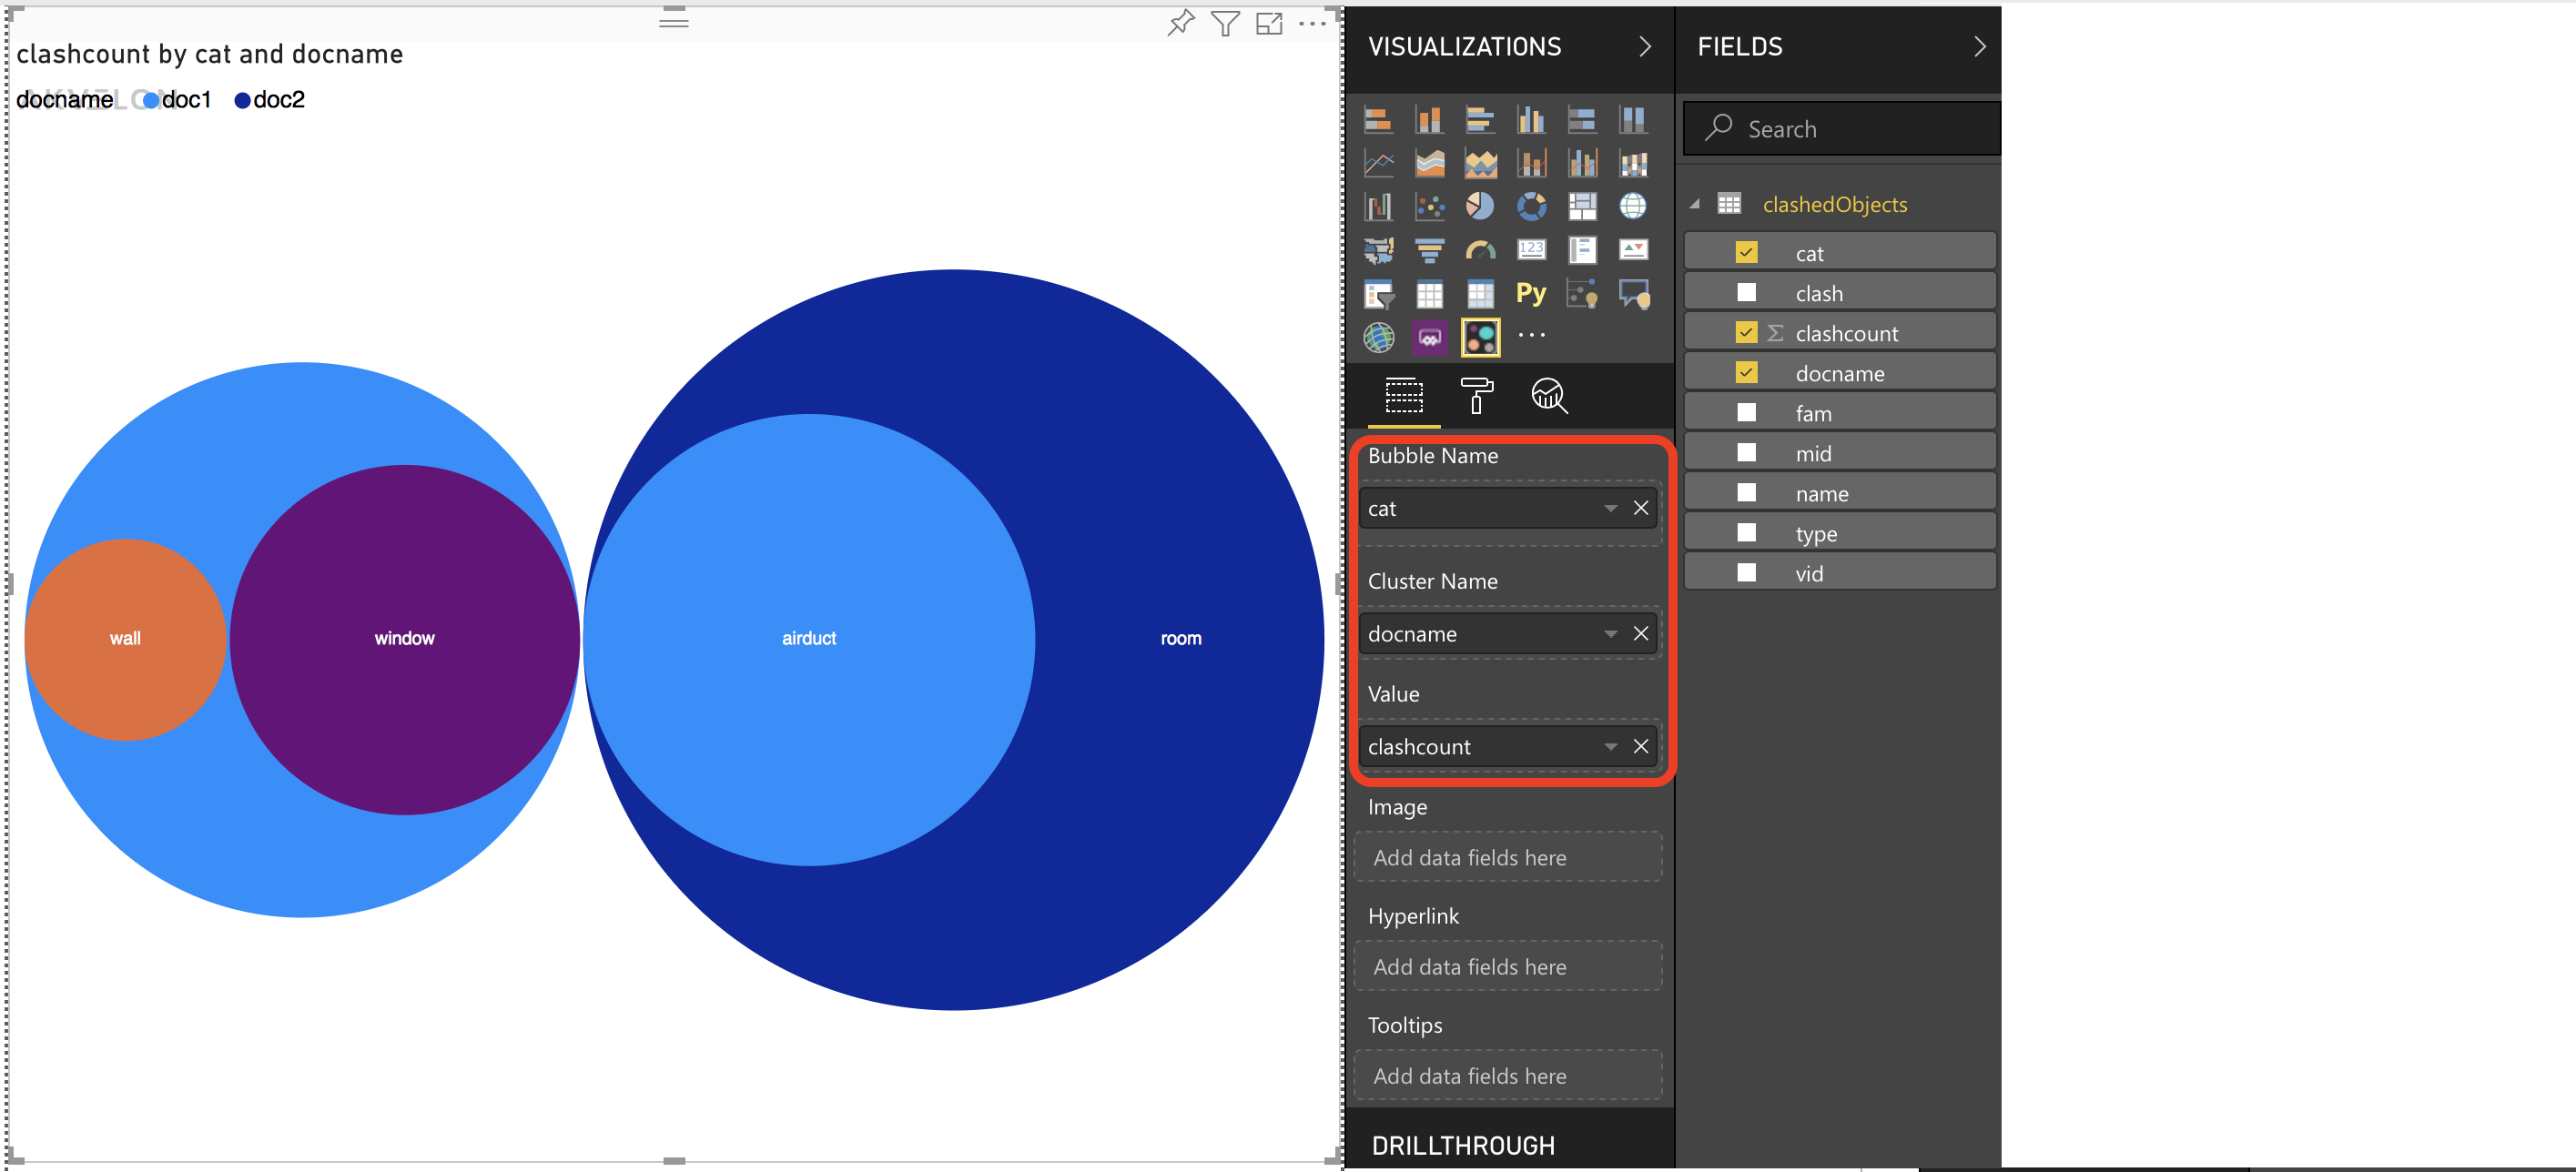 clashcount by cat and docname
docname doc1 doc2
AKVELON
wall
window
airduct
room
VISUALIZATIONS
123
Py
Bubble Name
cat
Cluster Name
docname
Value
clashcount
Image
Add data fields here
Hyperlink
Add data fields here
Tooltips
Add data fields here
DRILLTHROUGH
FIELDS
Search
clashedObjects
cat
clash
Σ clashcount
docname
fam
mid
name
type
vid